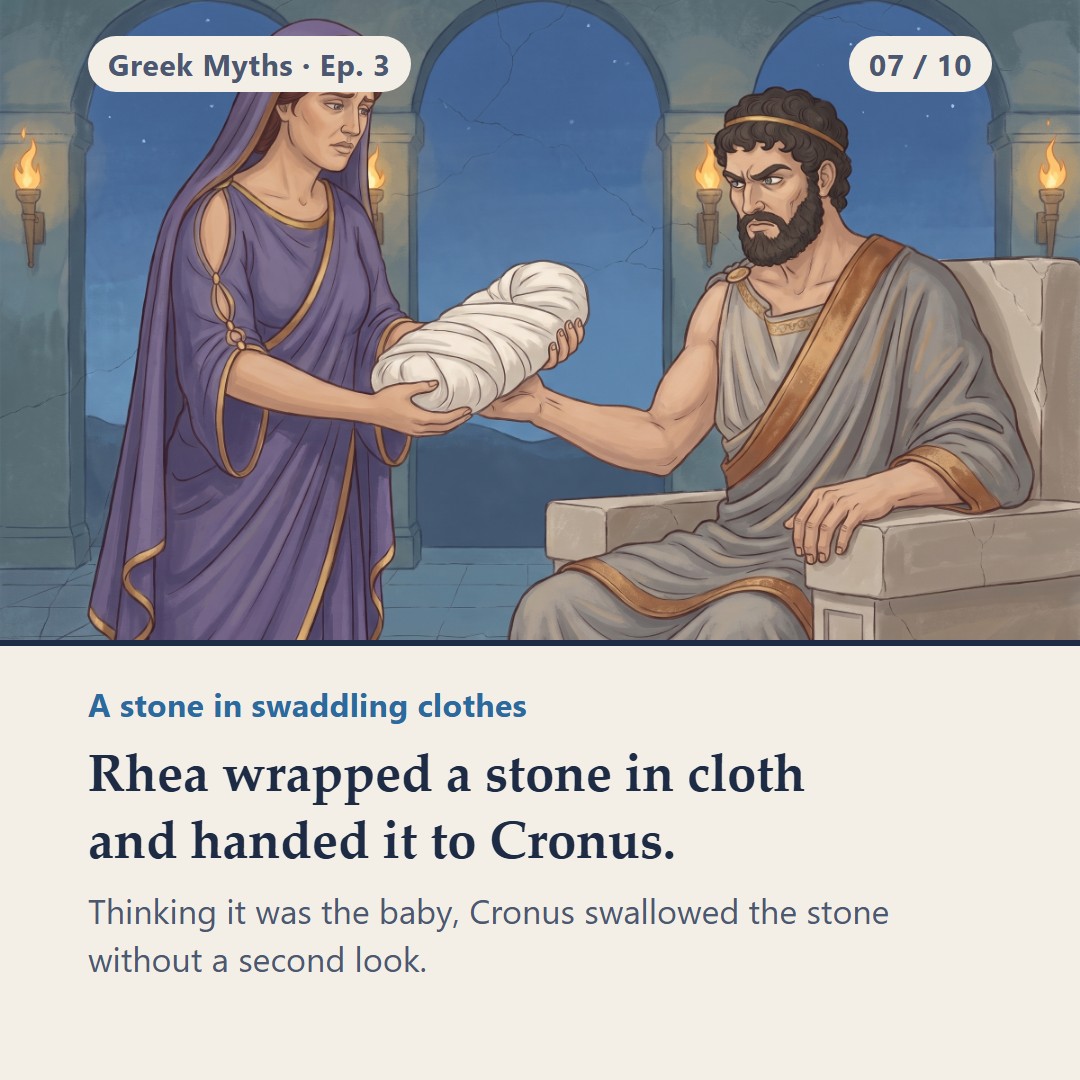 Greek Myths · Ep. 3
07 / 10
A stone in swaddling clothes
Rhea wrapped a stone in cloth
and handed it to Cronus.
Thinking it was the baby, Cronus swallowed the stone
without a second look.